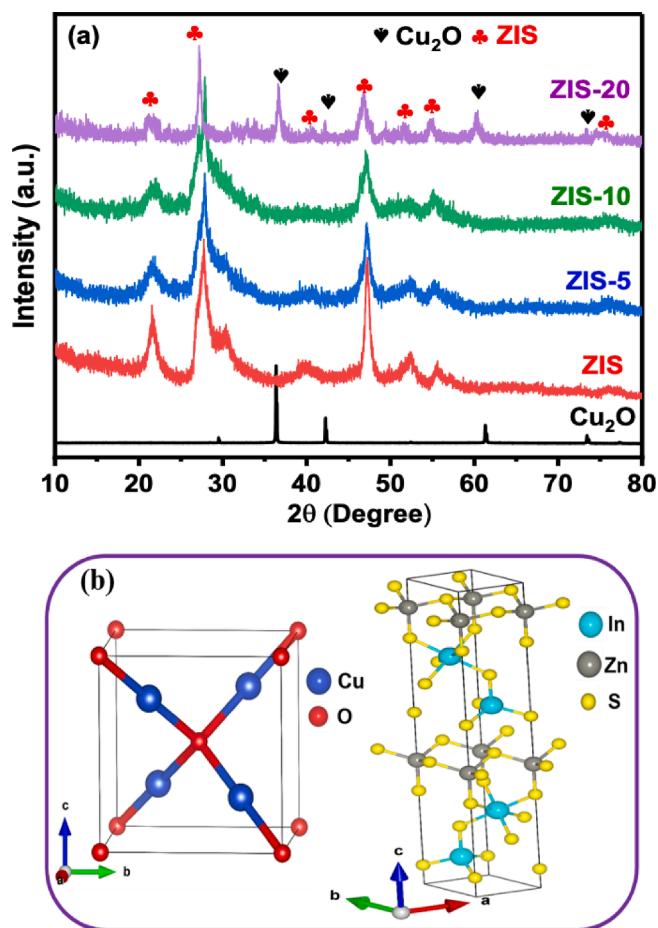 (a)
♠ Cu₂O ♣ ZIS
ZIS-20
ZIS-10
ZIS-5
ZIS
Cu₂O
Intensity (a.u.)
10 20 30 40 50 60 70 80
2θ (Degree)
(b)
Cu
O
In
Zn
S
c
b
a
c
b
a